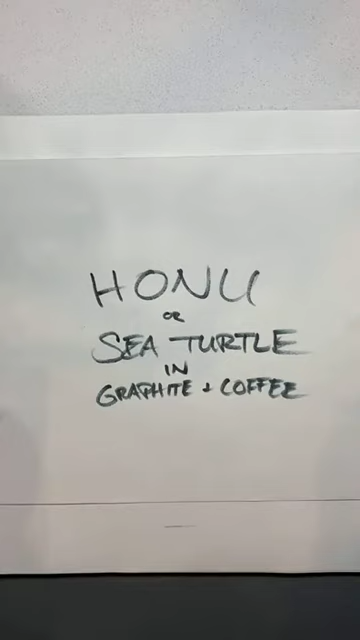 HONU
OR
SEA TURTLE
IN
GRAPHITE + COFFEE